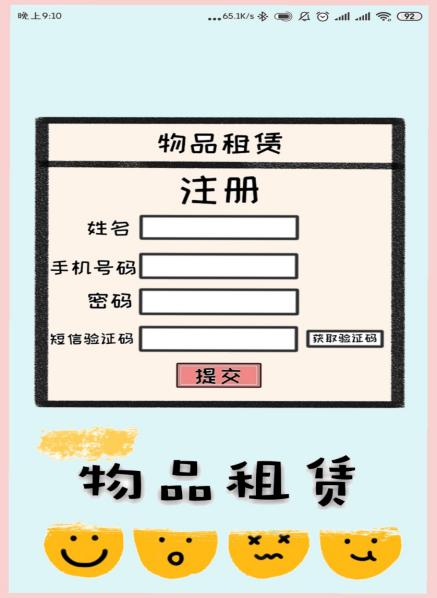 晚上9:10
...65.1K/s
92
物品租赁
注册
姓名
手机号码
密码
短信验证码 获取验证码
提交
物品租赁